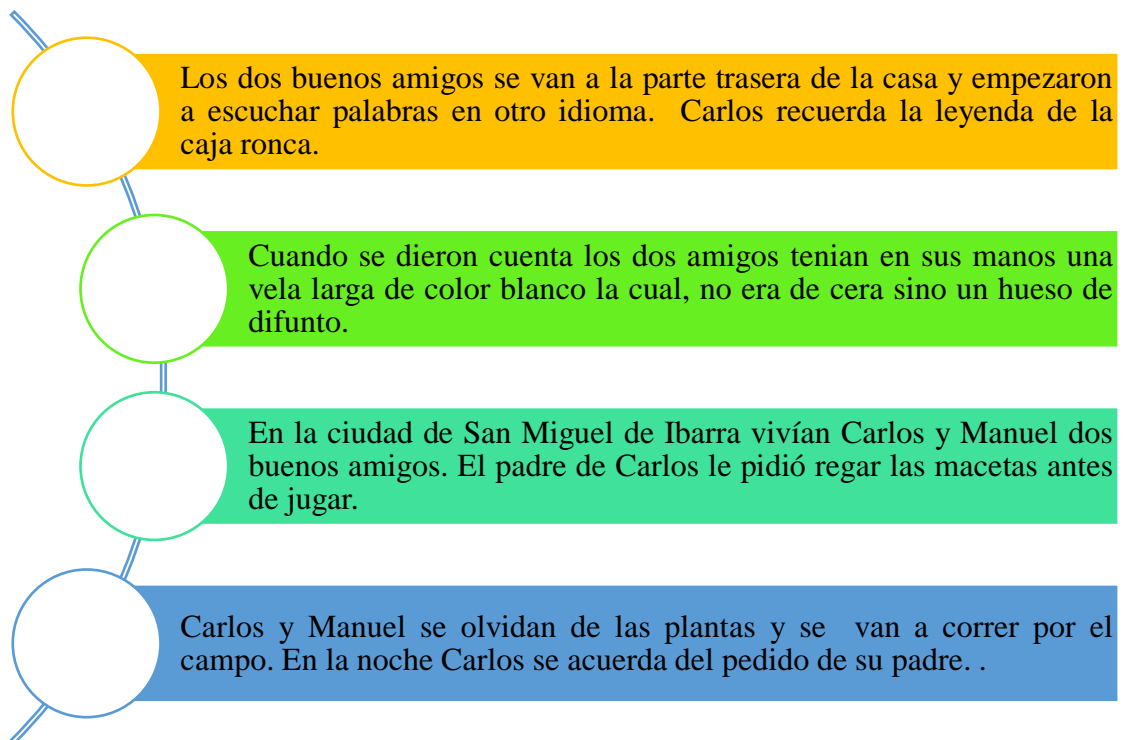 Los dos buenos amigos se van a la parte trasera de la casa y empezaron
a escuchar palabras en otro idioma. Carlos recuerda la leyenda de la
caja ronca.
Cuando se dieron cuenta los dos amigos tenian en sus manos una
vela larga de color blanco la cual, no era de cera sino un hueso de
difunto.
En la ciudad de San Miguel de Ibarra vivían Carlos y Manuel dos
buenos amigos. El padre de Carlos le pidió regar las macetas antes
de jugar.
Carlos y Manuel se olvidan de las plantas y se van a correr por el
campo. En la noche Carlos se acuerda del pedido de su padre. .